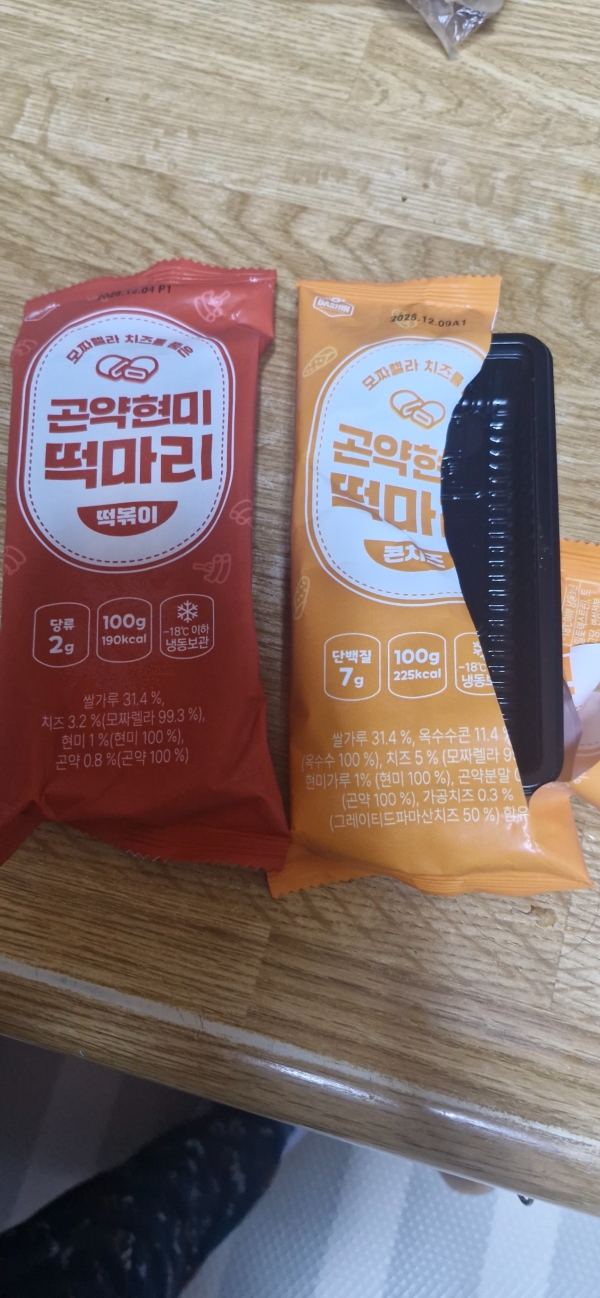 모짜렐라 치즈를 품은
곤약현미
떡마리
떡볶이
당류
2g
100g
190kcal
-18℃ 이하
냉동보관
쌀가루 31.4 %,
치즈 3.2 %(모짜렐라 99.3 %),
현미 1 %(현미 100 %),
곤약 0.8 %(곤약 100 %)
2025.12.09A1
모짜렐라 치즈를
곤약현
떡마
콘치즈
단백질
7g
100g
225kcal
-18℃
냉동보
쌀가루 31.4 %, 옥수수콘 11.4
(옥수수 100 %), 치즈 5 % (모짜렐라
현미가루 1% (현미 100 %), 곤약분말
(곤약 100 %), 가공치즈 0.3 %
(그레이티드파마산치즈 50 %) 함유